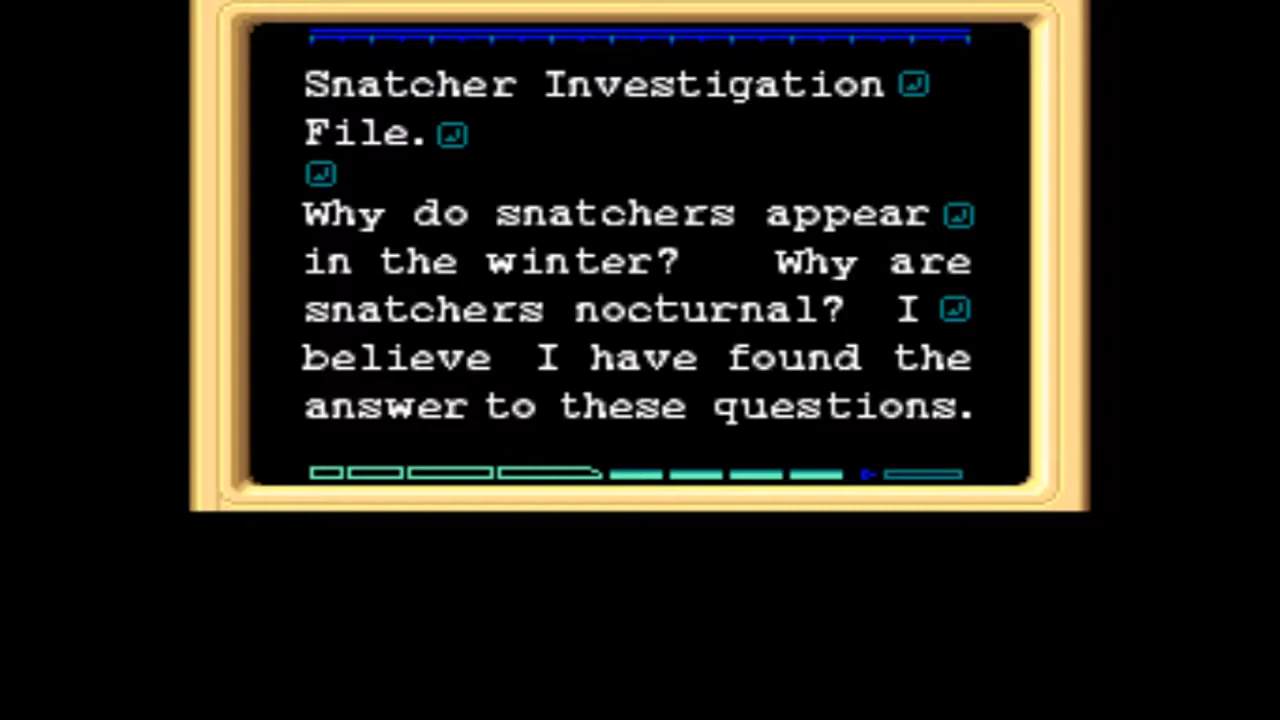 Snatcher Investigation
File.
Why do snatchers appear
in the winter? Why are
snatchers nocturnal? I
believe I have found the
answer to these questions.